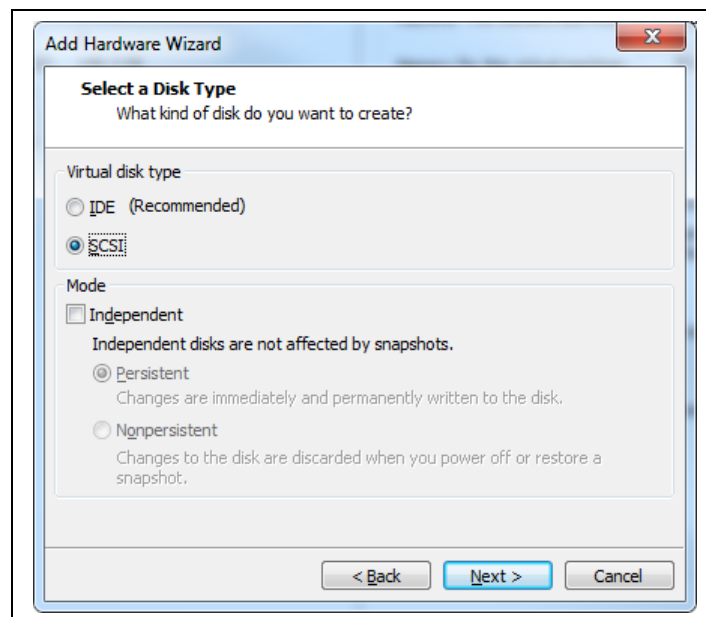 Add Hardware Wizard
Select a Disk Type
What kind of disk do you want to create?
Virtual disk type
IDE (Recommended)
SCSI
Mode
Independent
Independent disks are not affected by snapshots.
Persistent
Changes are immediately and permanently written to the disk.
Nonpersistent
Changes to the disk are discarded when you power off or restore a
snapshot.
< Back Next > Cancel